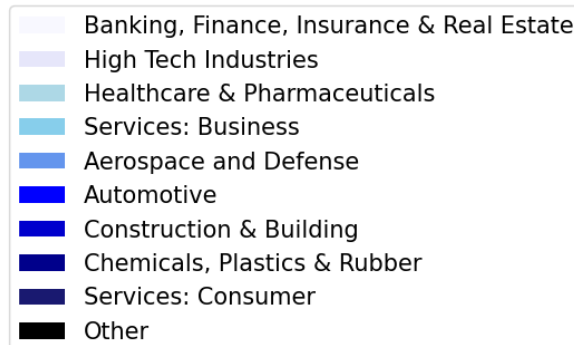 Banking, Finance, Insurance & Real Estate
High Tech Industries
Healthcare & Pharmaceuticals
Services: Business
Aerospace and Defense
Automotive
Construction & Building
Chemicals, Plastics & Rubber
Services: Consumer
Other